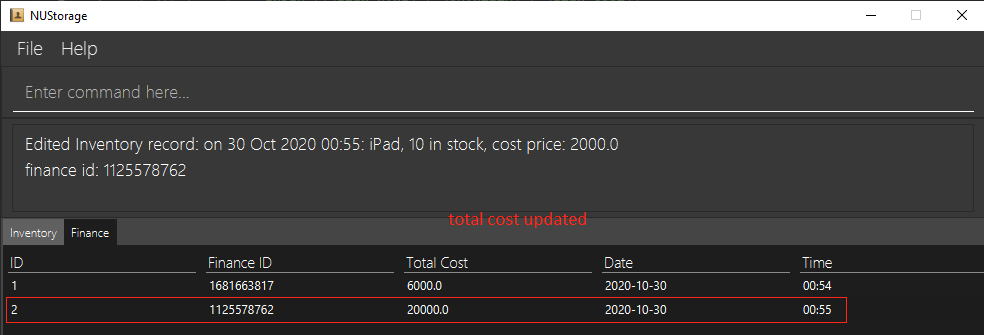 NUStorage
File Help
Enter command here...
Edited Inventory record: on 30 Oct 2020 00:55: iPad, 10 in stock, cost price: 2000.0
finance id: 1125578762
total cost updated
Inventory Finance
ID Finance ID Total Cost Date Time
1 1681663817 6000.0 2020-10-30 00:54
2 1125578762 20000.0 2020-10-30 00:55